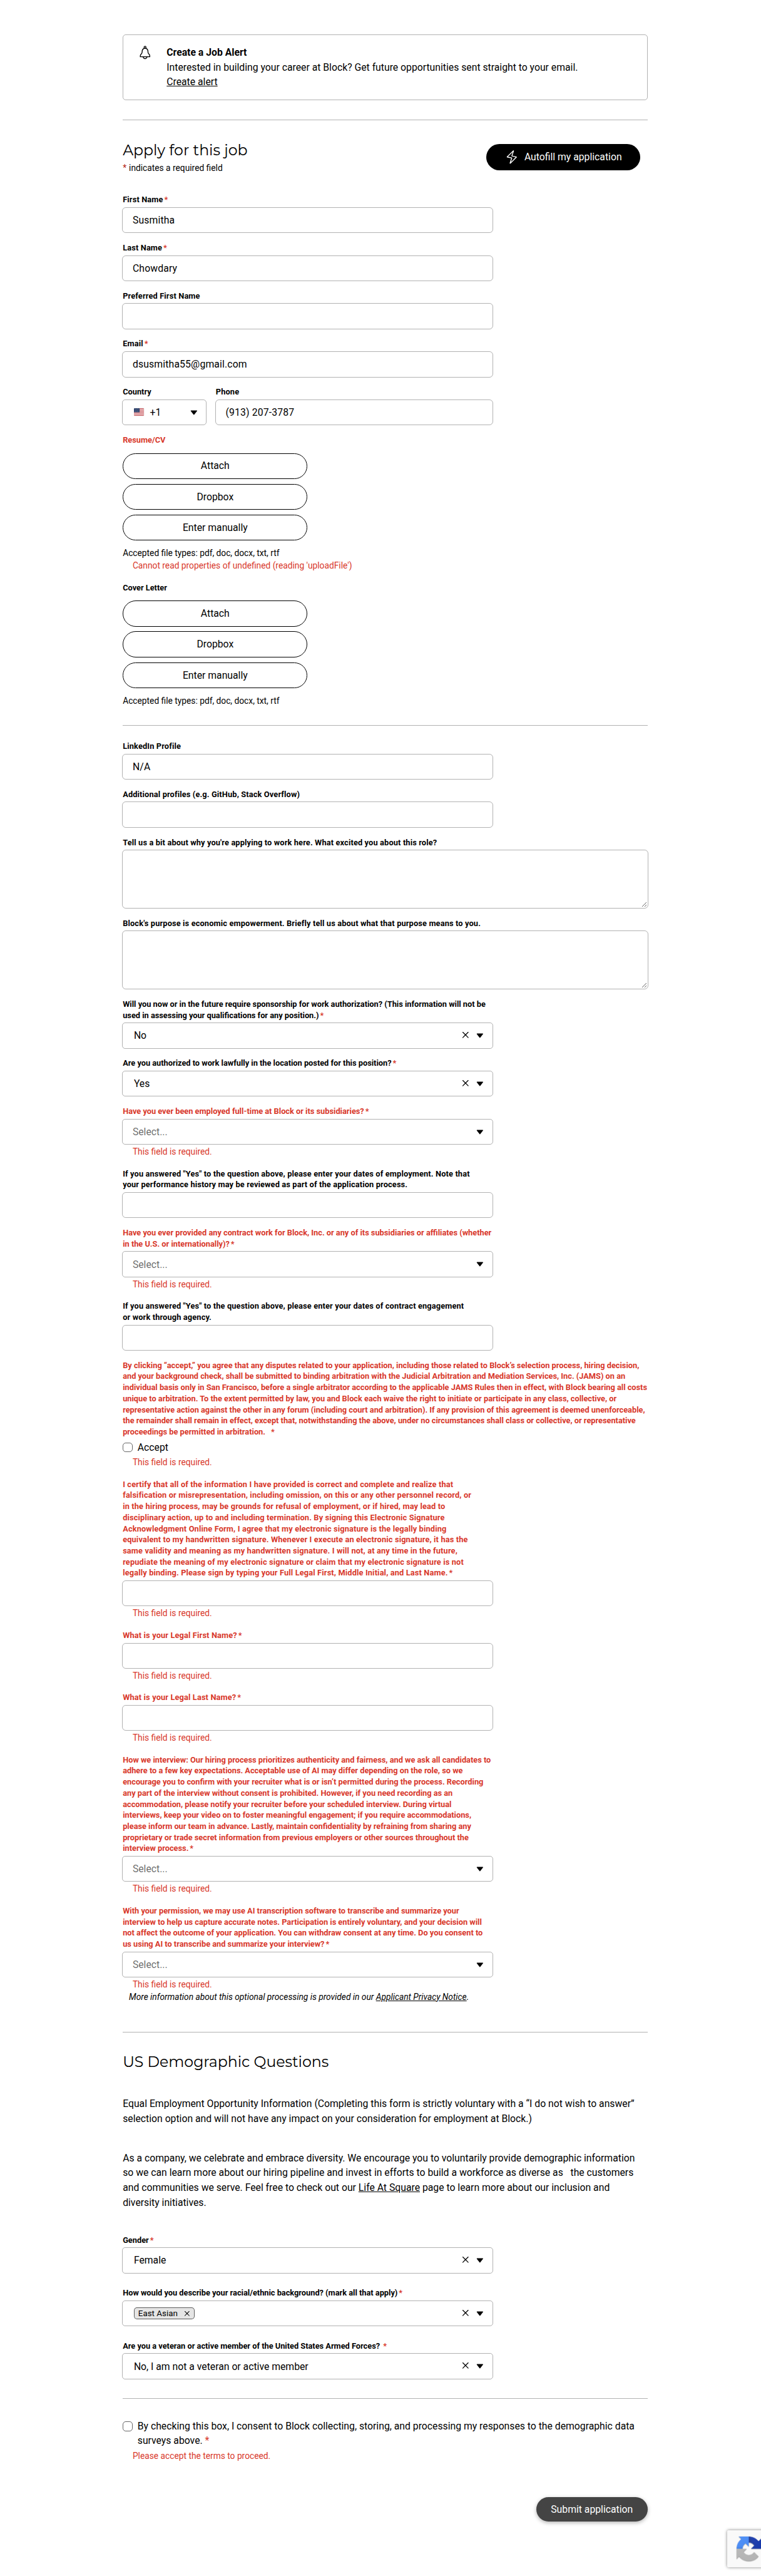 Create a Job Alert
Interested in building your career at Block? Get future opportunities sent straight to your email.
Create alert
Apply for this job
Autofill my application
* indicates a required field
First Name *
Susmitha
Last Name *
Chowdary
Preferred First Name
Email *
dsusmitha55@gmail.com
Country
Phone
+1
(913) 207-3787
Resume/CV
Attach
Dropbox
Enter manually
Accepted file types: pdf, doc, docx, txt, rtf
Cannot read properties of undefined (reading 'uploadFile')
Cover Letter
Attach
Dropbox
Enter manually
Accepted file types: pdf, doc, docx, txt, rtf
LinkedIn Profile
N/A
Additional profiles (e.g. GitHub, Stack Overflow)
Tell us a bit about why you're applying to work here. What excited you about this role?
Block's purpose is economic empowerment. Briefly tell us about what that purpose means to you.
Will you now or in the future require sponsorship for work authorization? (This information will not be
used in assessing your qualifications for any position.) *
No
Are you authorized to work lawfully in the location posted for this position? *
Yes
Have you ever been employed full-time at Block or its subsidiaries? *
Select...
This field is required.
If you answered "Yes" to the question above, please enter your dates of employment. Note that
your performance history may be reviewed as part of the application process.
Have you ever provided any contract work for Block, Inc. or any of its subsidiaries or affiliates (whether
in the U.S. or internationally)? *
Select...
This field is required.
If you answered "Yes" to the question above, please enter your dates of contract engagement
or work through agency.
By clicking “accept,” you agree that any disputes related to your application, including those related to Block’s selection process, hiring decision,
and your background check, shall be submitted to binding arbitration with the Judicial Arbitration and Mediation Services, Inc. (JAMS) on an
individual basis only in San Francisco, before a single arbitrator according to the applicable JAMS Rules then in effect, with Block bearing all costs
unique to arbitration. To the extent permitted by law, you and Block each waive the right to initiate or participate in any class, collective, or
representative action against the other in any forum (including court and arbitration). If any provision of this agreement is deemed unenforceable,
the remainder shall remain in effect, except that, notwithstanding the above, under no circumstances shall class or collective, or representative
proceedings be permitted in arbitration. *
Accept
This field is required.
I certify that all of the information I have provided is correct and complete and realize that
falsification or misrepresentation, including omission, on this or any other personnel record, or
in the hiring process, may be grounds for refusal of employment, or if hired, may lead to
disciplinary action, up to and including termination. By signing this Electronic Signature
Acknowledgment Online Form, I agree that my electronic signature is the legally binding
equivalent to my handwritten signature. Whenever I execute an electronic signature, it has the
same validity and meaning as my handwritten signature. I will not, at any time in the future,
repudiate the meaning of my electronic signature or claim that my electronic signature is not
legally binding. Please sign by typing your Full Legal First, Middle Initial, and Last Name. *
This field is required.
What is your Legal First Name? *
This field is required.
What is your Legal Last Name? *
This field is required.
How we interview: Our hiring process prioritizes authenticity and fairness, and we ask all candidates to
adhere to a few key expectations. Acceptable use of AI may differ depending on the role, so we
encourage you to confirm with your recruiter what is or isn’t permitted during the process. Recording
any part of the interview without consent is prohibited. However, if you need recording as an
accommodation, please notify your recruiter before your scheduled interview. During virtual
interviews, keep your video on to foster meaningful engagement; if you require accommodations,
please inform our team in advance. Lastly, maintain confidentiality by refraining from sharing any
proprietary or trade secret information from previous employers or other sources throughout the
interview process. *
Select...
This field is required.
With your permission, we may use AI transcription software to transcribe and summarize your
interview to help us capture accurate notes. Participation is entirely voluntary, and your decision will
not affect the outcome of your application. You can withdraw consent at any time. Do you consent to
us using AI to transcribe and summarize your interview? *
Select...
This field is required.
More information about this optional processing is provided in our Applicant Privacy Notice.
US Demographic Questions
Equal Employment Opportunity Information (Completing this form is strictly voluntary with a “I do not wish to answer”
selection option and will not have any impact on your consideration for employment at Block.)
As a company, we celebrate and embrace diversity. We encourage you to voluntarily provide demographic information
so we can learn more about our hiring pipeline and invest in efforts to build a workforce as diverse as the customers
and communities we serve. Feel free to check out our Life At Square page to learn more about our inclusion and
diversity initiatives.
Gender *
Female
How would you describe your racial/ethnic background? (mark all that apply) *
East Asian
Are you a veteran or active member of the United States Armed Forces? *
No, I am not a veteran or active member
By checking this box, I consent to Block collecting, storing, and processing my responses to the demographic data
surveys above. *
Please accept the terms to proceed.
Submit application